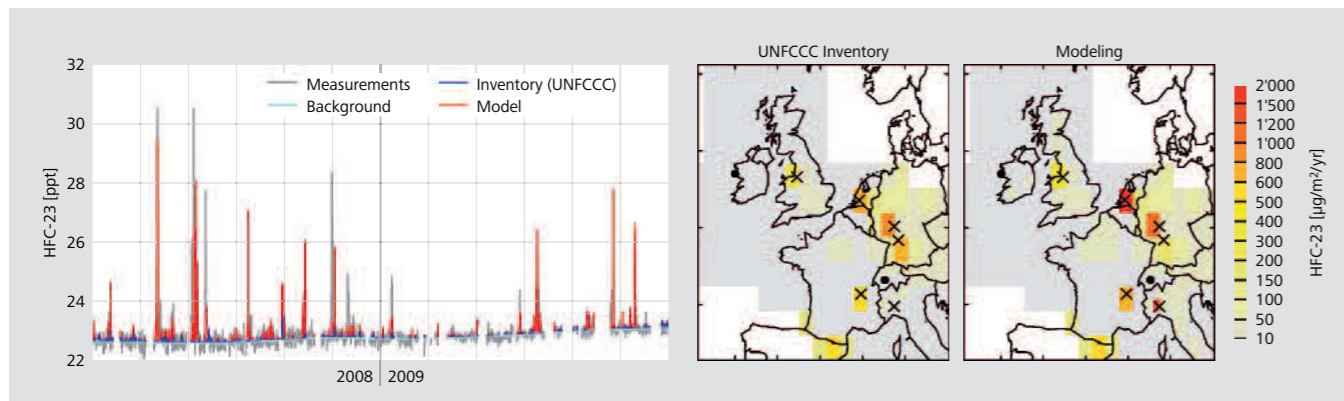 UNFCCC Inventory
Modeling
32
30
28
26
24
22
HFC-23 [ppt]
Measurements
Background
Inventory (UNFCCC)
Model
2008 | 2009
2'000
1'500
1'200
1'000
800
600
500
400
300
200
150
100
50
10
HFC-23 [µg/m²/yr]